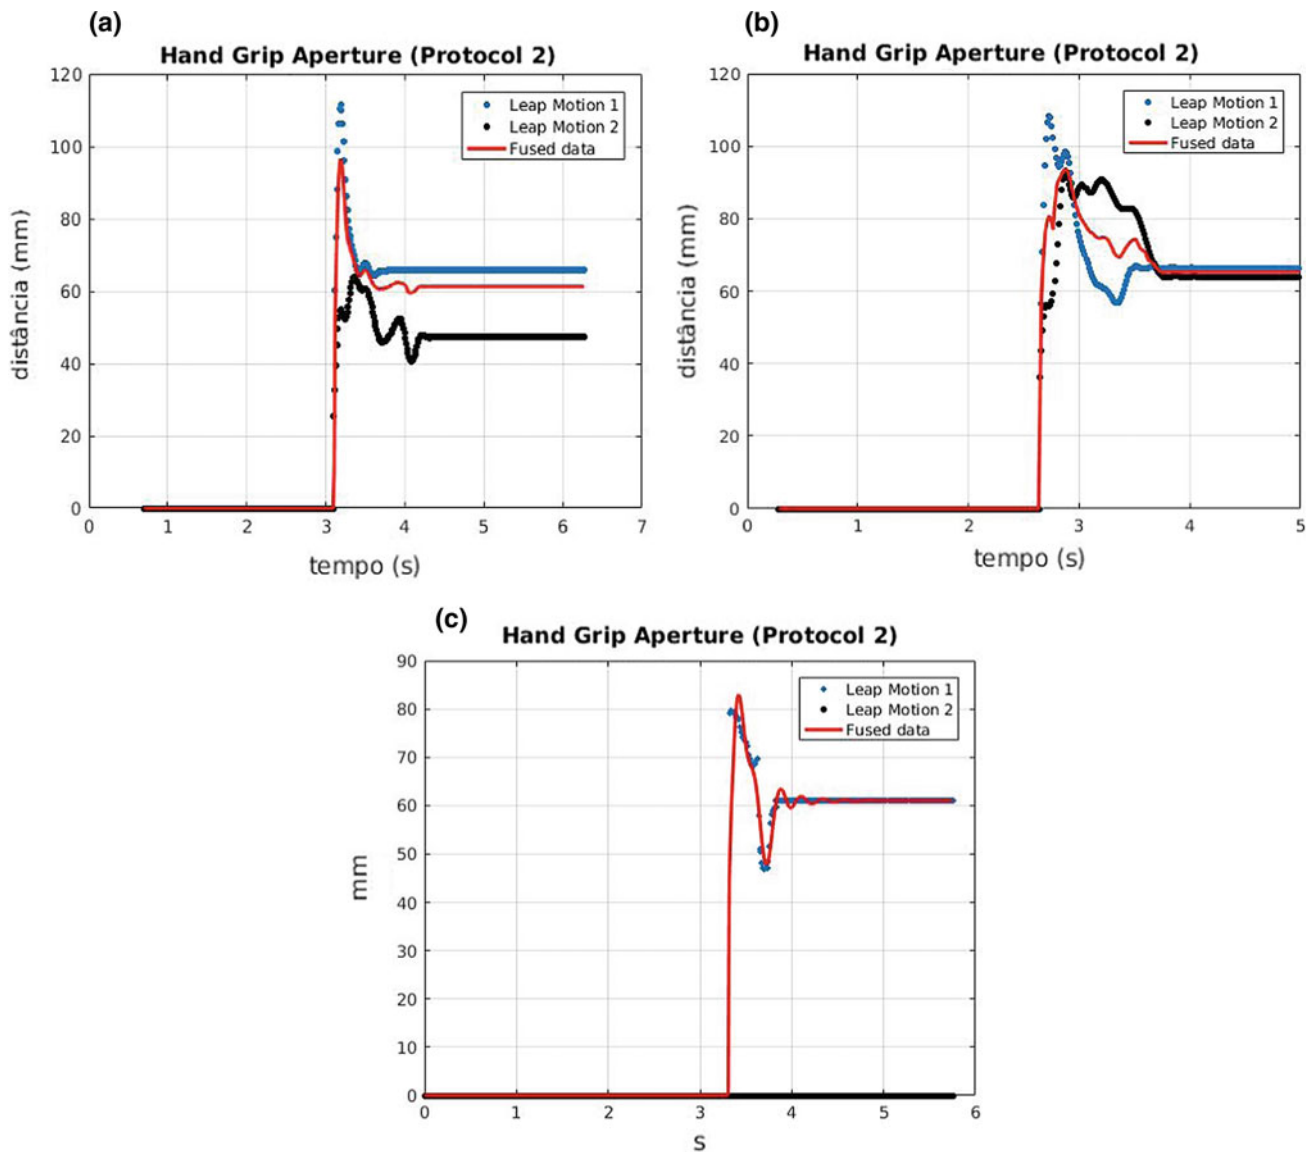 (a)
Hand Grip Aperture (Protocol 2)
120
100
80
60
40
20
0
distância (mm)
0 1 2 3 4 5 6 7
tempo (s)
Leap Motion 1
Leap Motion 2
Fused data
(b)
Hand Grip Aperture (Protocol 2)
120
100
80
60
40
20
0
distância (mm)
0 1 2 3 4 5
tempo (s)
Leap Motion 1
Leap Motion 2
Fused data
(c)
Hand Grip Aperture (Protocol 2)
90
80
70
60
50
40
30
20
10
0
mm
0 1 2 3 4 5 6
s
Leap Motion 1
Leap Motion 2
Fused data